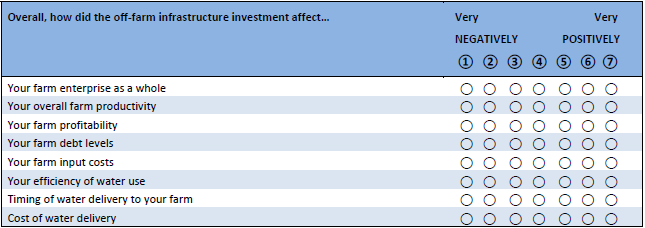 Overall, how did the off-farm infrastructure investment affect... Very Very
NEGATIVELY POSITIVELY
① ② ③ ④ ⑤ ⑥ ⑦
Your farm enterprise as a whole
Your overall farm productivity
Your farm profitability
Your farm debt levels
Your farm input costs
Your efficiency of water use
Timing of water delivery to your farm
Cost of water delivery